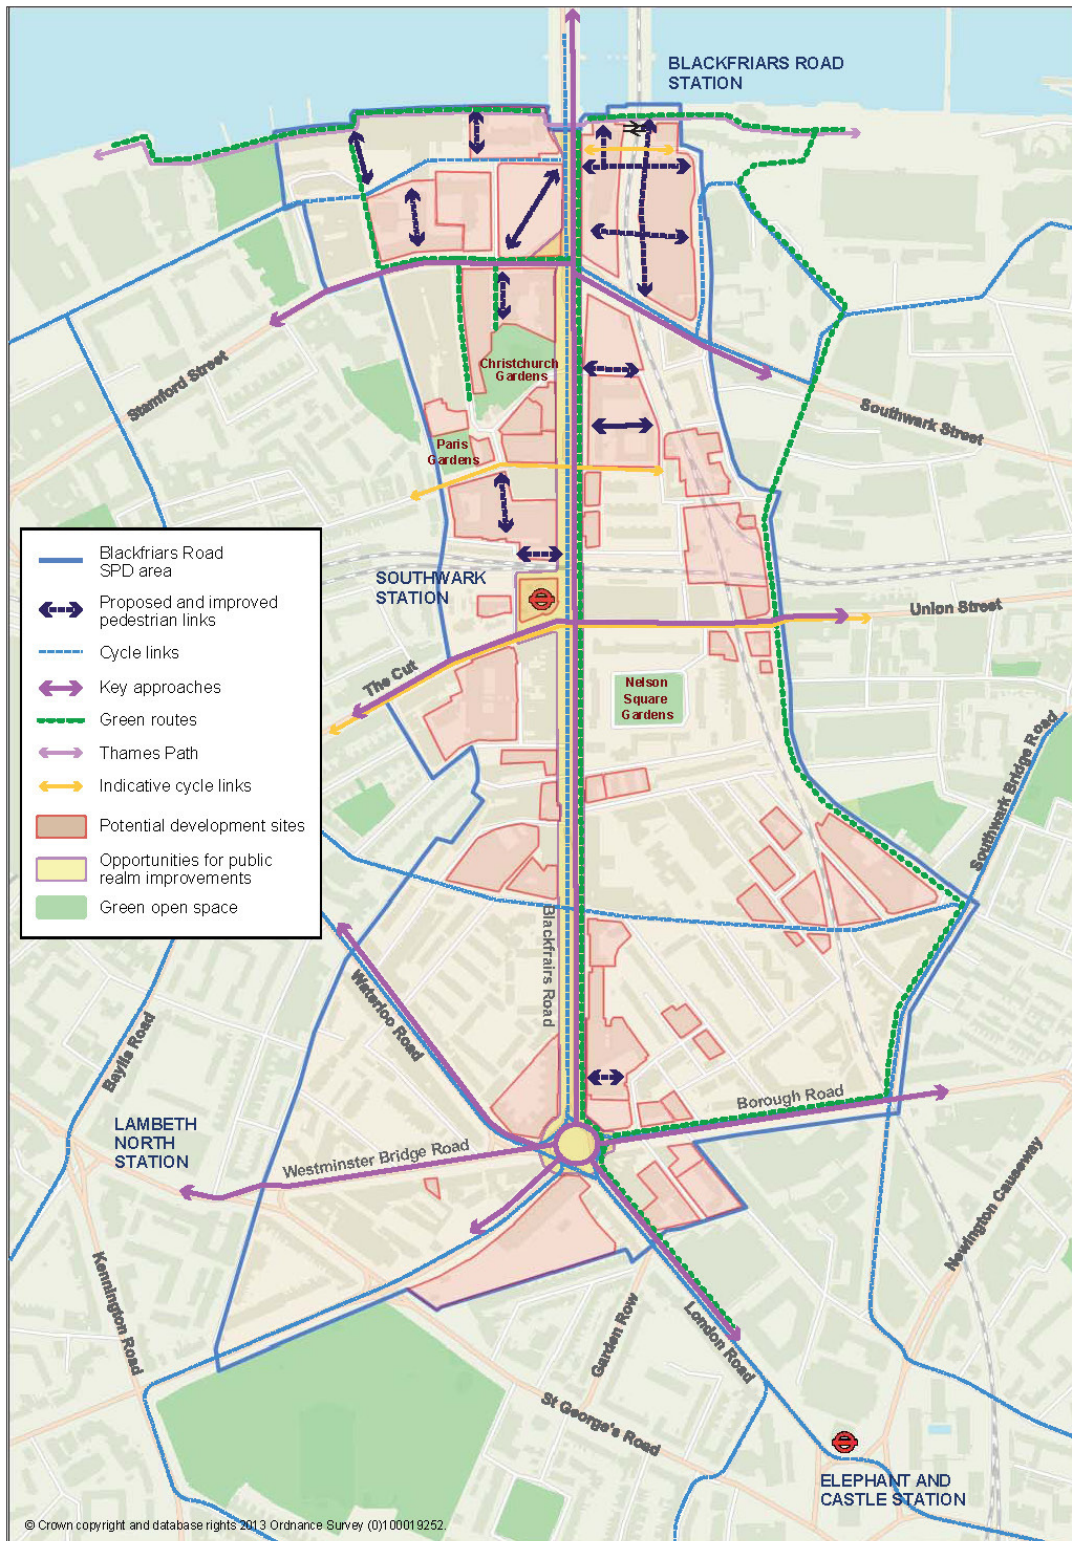 BLACKFRIARS ROAD
STATION
Christchurch
Gardens
Stamford Street
Southwark Street
Paris
Gardens
Blackfriars Road
SPD area
Proposed and improved
pedestrian links
Cycle links
Key approaches
Green routes
Thames Path
Indicative cycle links
Potential development sites
Opportunities for public
realm improvements
Green open space
SOUTHWARK
STATION
Union Street
The Cut
Nelson
Square
Gardens
Southwark Bridge Road
Blackfrairs Road
Waterloo Road
Baylis Road
LAMBETH
NORTH
STATION
Borough Road
Westminster Bridge Road
Newington Causeway
Kennington Road
Garden Row
London Road
St George's Road
ELEPHANT AND
CASTLE STATION
© Crown copyright and database rights 2013 Ordnance Survey (0)100019252.